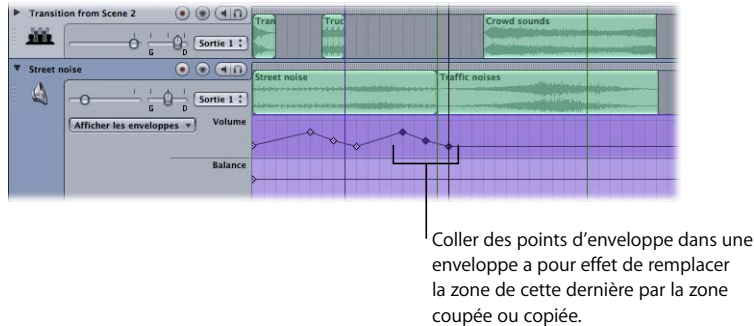 Transition from Scene 2
Tran
Truc
Crowd sounds
G D
Sortie 1
Street noise
Street noise
Traffic noises
G D
Sortie 1
Afficher les enveloppes
Volume
Balance
Coller des points d’enveloppe dans une
enveloppe a pour effet de remplacer
la zone de cette dernière par la zone
coupée ou copiée.